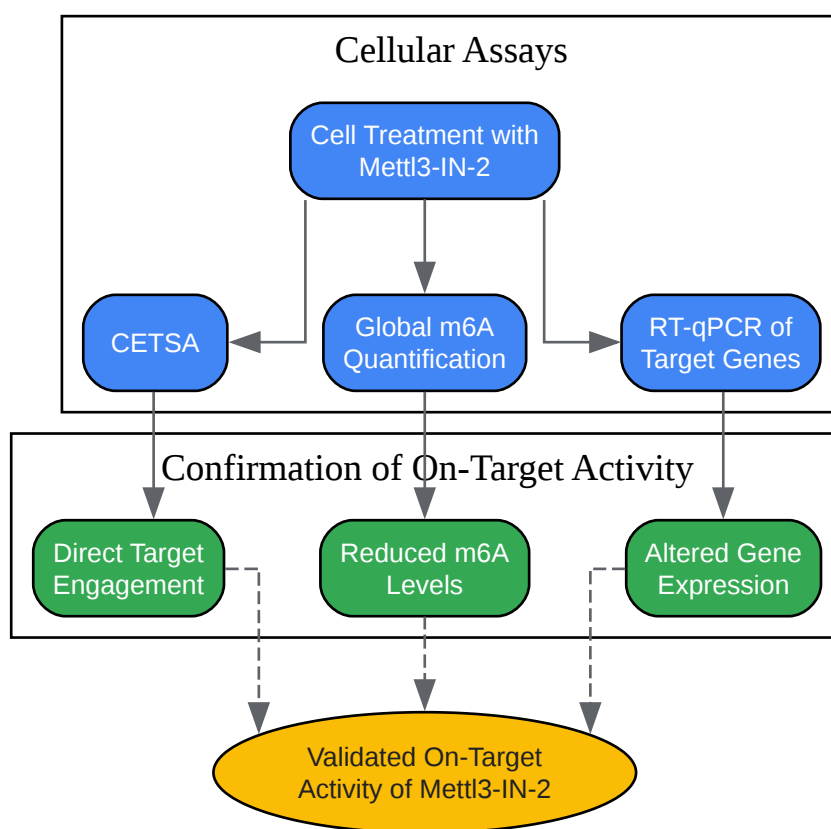 Cellular Assays
Cell Treatment with
Mettl3-IN-2
CETSA
Global m6A
Quantification
RT-qPCR of
Target Genes
Confirmation of On-Target Activity
Direct Target
Engagement
Reduced m6A
Levels
Altered Gene
Expression
Validated On-Target
Activity of Mettl3-IN-2